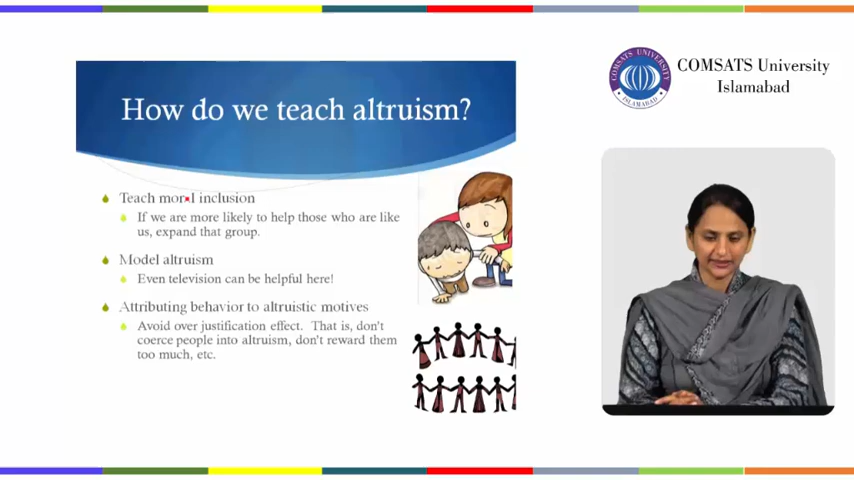 How do we teach altruism?
Teach moral inclusion
If we are more likely to help those who are like
us, expand that group.
Model altruism
Even television can be helpful here!
Attributing behavior to altruistic motives
Avoid over justification effect. That is, don't
coerce people into altruism, don't reward them
too much, etc.
COMSATS UNIVERSITY
ISLAMABAD
COMSATS University
Islamabad